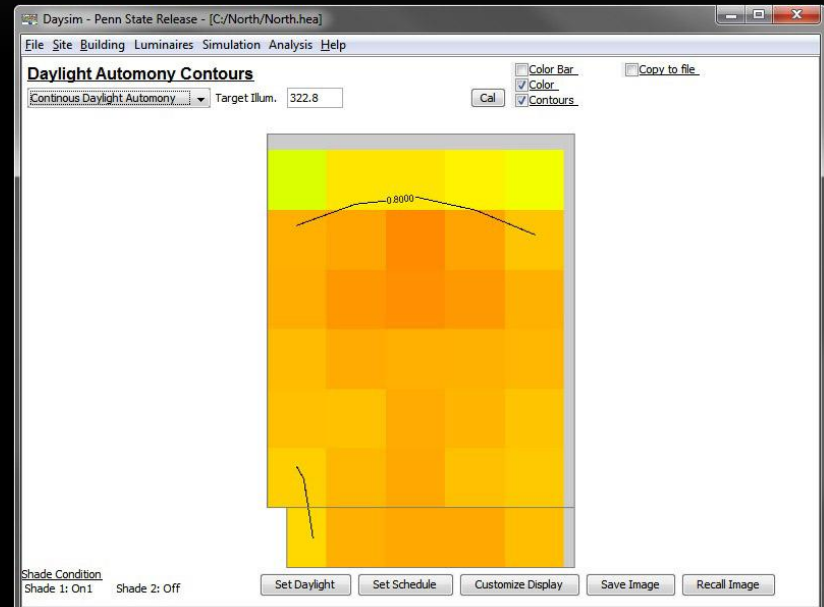 Daysim - Penn State Release - [C:/North/North.hea]
File Site Building Luminaires Simulation Analysis Help
Daylight Automony Contours
Color Bar
Copy to file
Continous Daylight Automony
Target Illum. 322.8
Cal
Color
Contours
0.8000
Shade Condition
Shade 1: On1 Shade 2: Off
Set Daylight
Set Schedule
Customize Display
Save Image
Recall Image